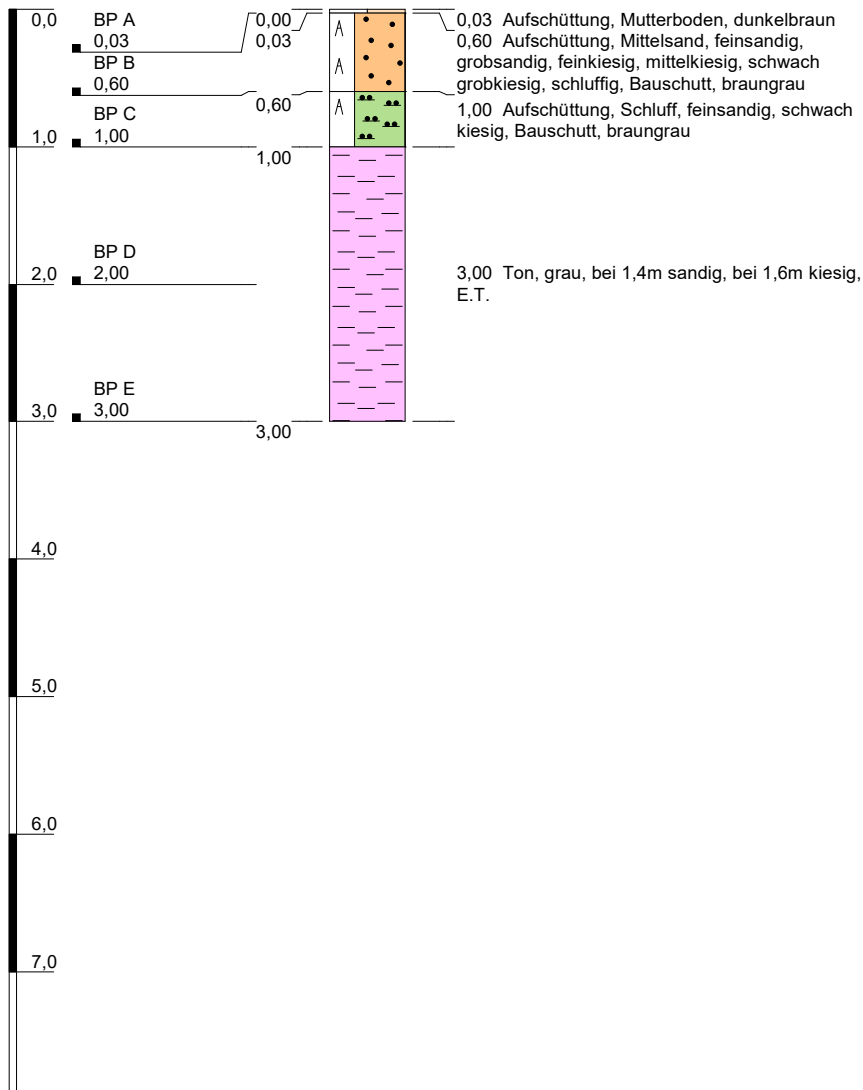 0,0
BP A
0,03
BP B
0,60
BP C
1,00
1,0
BP D
2,00
2,0
BP E
3,00
3,0
4,0
5,0
6,0
7,0
0,00
0,03
0,60
1,00
3,00
A
A
A
0,03 Aufschüttung, Mutterboden, dunkelbraun
0,60 Aufschüttung, Mittelsand, feinsandig,
grobsandig, feinkiesig, mittelkiesig, schwach
grobkiesig, schluffig, Bauschutt, braungrau
1,00 Aufschüttung, Schluff, feinsandig, schwach
kiesig, Bauschutt, braungrau
3,00 Ton, grau, bei 1,4m sandig, bei 1,6m kiesig,
E.T.